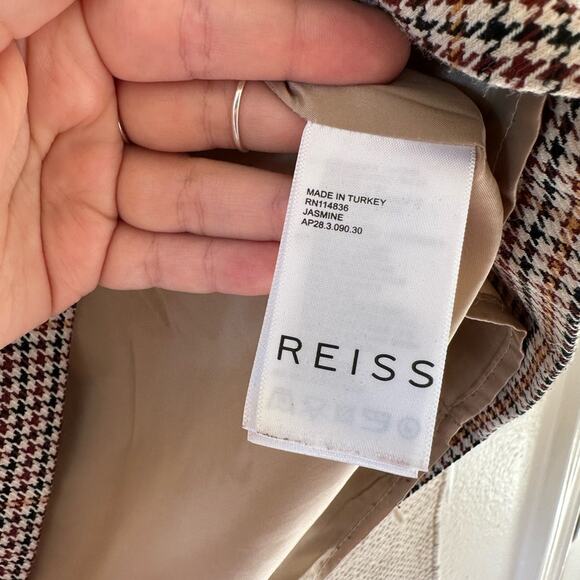 MADE IN TURKEY
RN114836
JASMINE
AP28.3.090.30
REISS